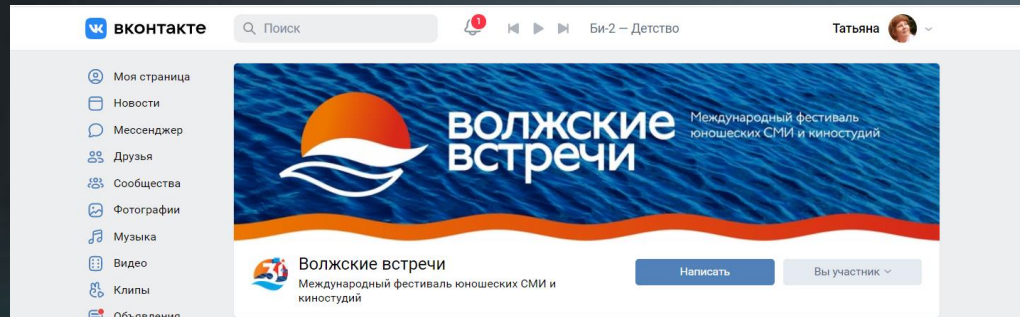 вконтакте
Поиск
1
Би-2 — Детство
Татьяна
Моя страница
Новости
Мессенджер
Друзья
Сообщества
Фотографии
Музыка
Видео
Клипы
Объявления
ВОЛЖСКИЕ
ВСТРЕЧИ
Международный фестиваль
юношеских СМИ и киностудий
Волжские встречи
Международный фестиваль юношеских СМИ и
киностудий
Написать
Вы участник